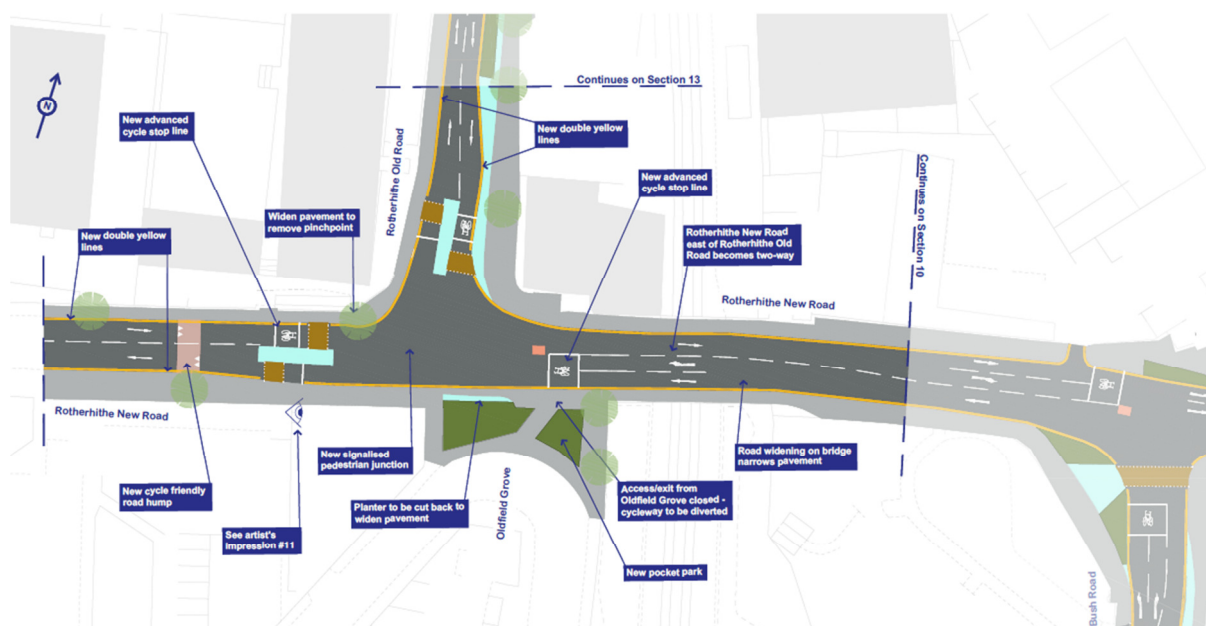 Continues on Section 13
N
New advanced
cycle stop line
New double yellow
lines
Rotherhithe Old Road
New advanced
cycle stop line
Continues on Section 10
Widen pavement to
remove pinchpoint
New double yellow
lines
Rotherhithe New Road
east of Rotherhithe Old
Road becomes two-way
Rotherhithe New Road
Rotherhithe New Road
New signalised
pedestrian junction
Road widening on bridge
narrows pavement
New cycle friendly
road hump
Planter to be cut back to
widen pavement
Oldfield Grove
Access/exit from
Oldfield Grove closed -
cycleway to be diverted
See artist's
impression #11
New pocket park
Bush Road